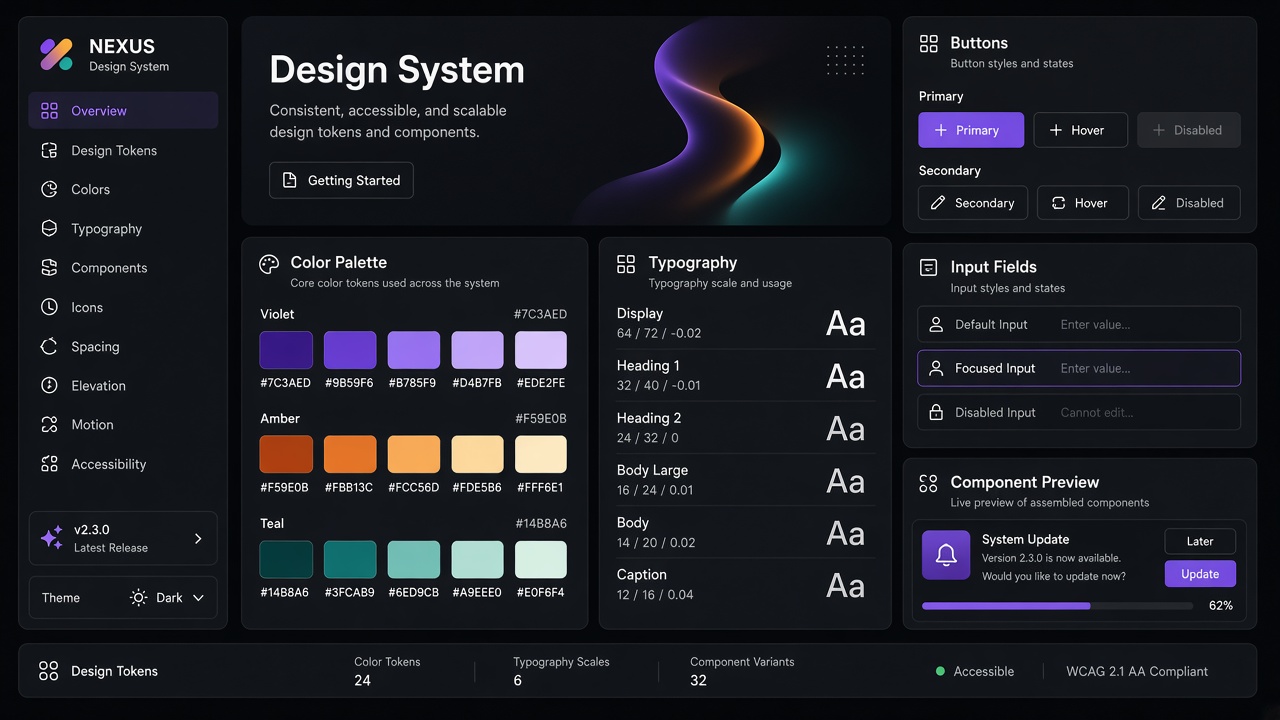 NEXUS
Design System
Overview
Design Tokens
Colors
Typography
Components
Icons
Spacing
Elevation
Motion
Accessibility
v2.3.0
Latest Release
Theme
Dark
Design System
Consistent, accessible, and scalable
design tokens and components.
Getting Started
Color Palette
Core color tokens used across the system
Violet #7C3AED
#7C3AED #9B59F6 #B785F9 #D4B7FB #EDE2FE
Amber #F59E0B
#F59E0B #FBB13C #FCC56D #FDE5B6 #FFF6E1
Teal #14B8A6
#14B8A6 #3FCAB9 #6ED9CB #A9EEE0 #E0F6F4
Typography
Typography scale and usage
Display
64 / 72 / -0.02
Aa
Heading 1
32 / 40 / -0.01
Aa
Heading 2
24 / 32 / 0
Aa
Body Large
16 / 24 / 0.01
Aa
Body
14 / 20 / 0.02
Aa
Caption
12 / 16 / 0.04
Aa
Buttons
Button styles and states
Primary
Primary Hover Disabled
Secondary
Secondary Hover Disabled
Input Fields
Input styles and states
Default Input Enter value...
Focused Input Enter value...
Disabled Input Cannot edit...
Component Preview
Live preview of assembled components
System Update
Version 2.3.0 is now available.
Would you like to update now?
Later
Update
62%
Design Tokens
Color Tokens
24
Typography Scales
6
Component Variants
32
Accessible
WCAG 2.1 AA Compliant